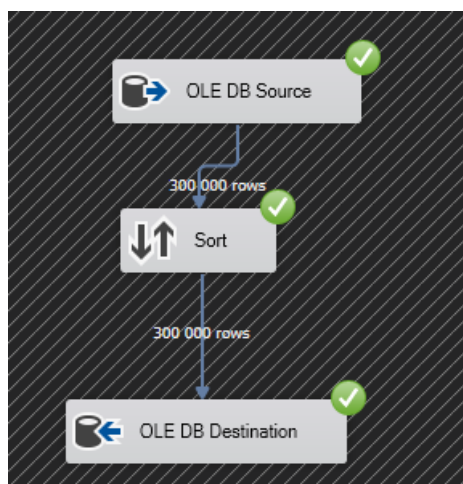 OLE DB Source
300 000 rows
Sort
300 000 rows
OLE DB Destination